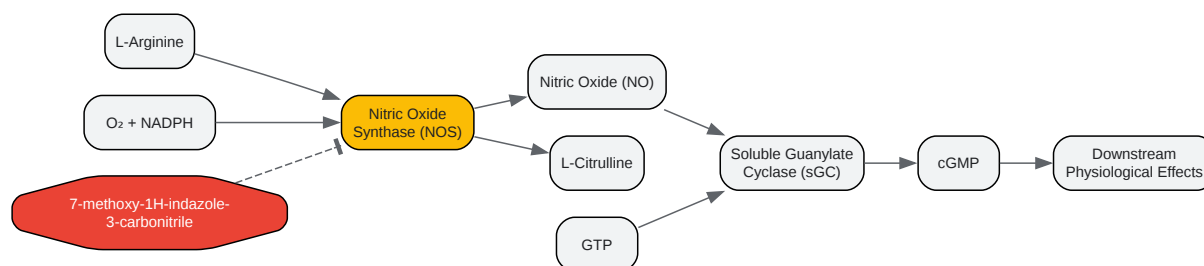 L-Arginine
O₂ + NADPH
7-methoxy-1H-indazole-
3-carbonitrile
Nitric Oxide
Synthase (NOS)
Nitric Oxide (NO)
L-Citrulline
GTP
Soluble Guanylate
Cyclase (sGC)
cGMP
Downstream
Physiological Effects